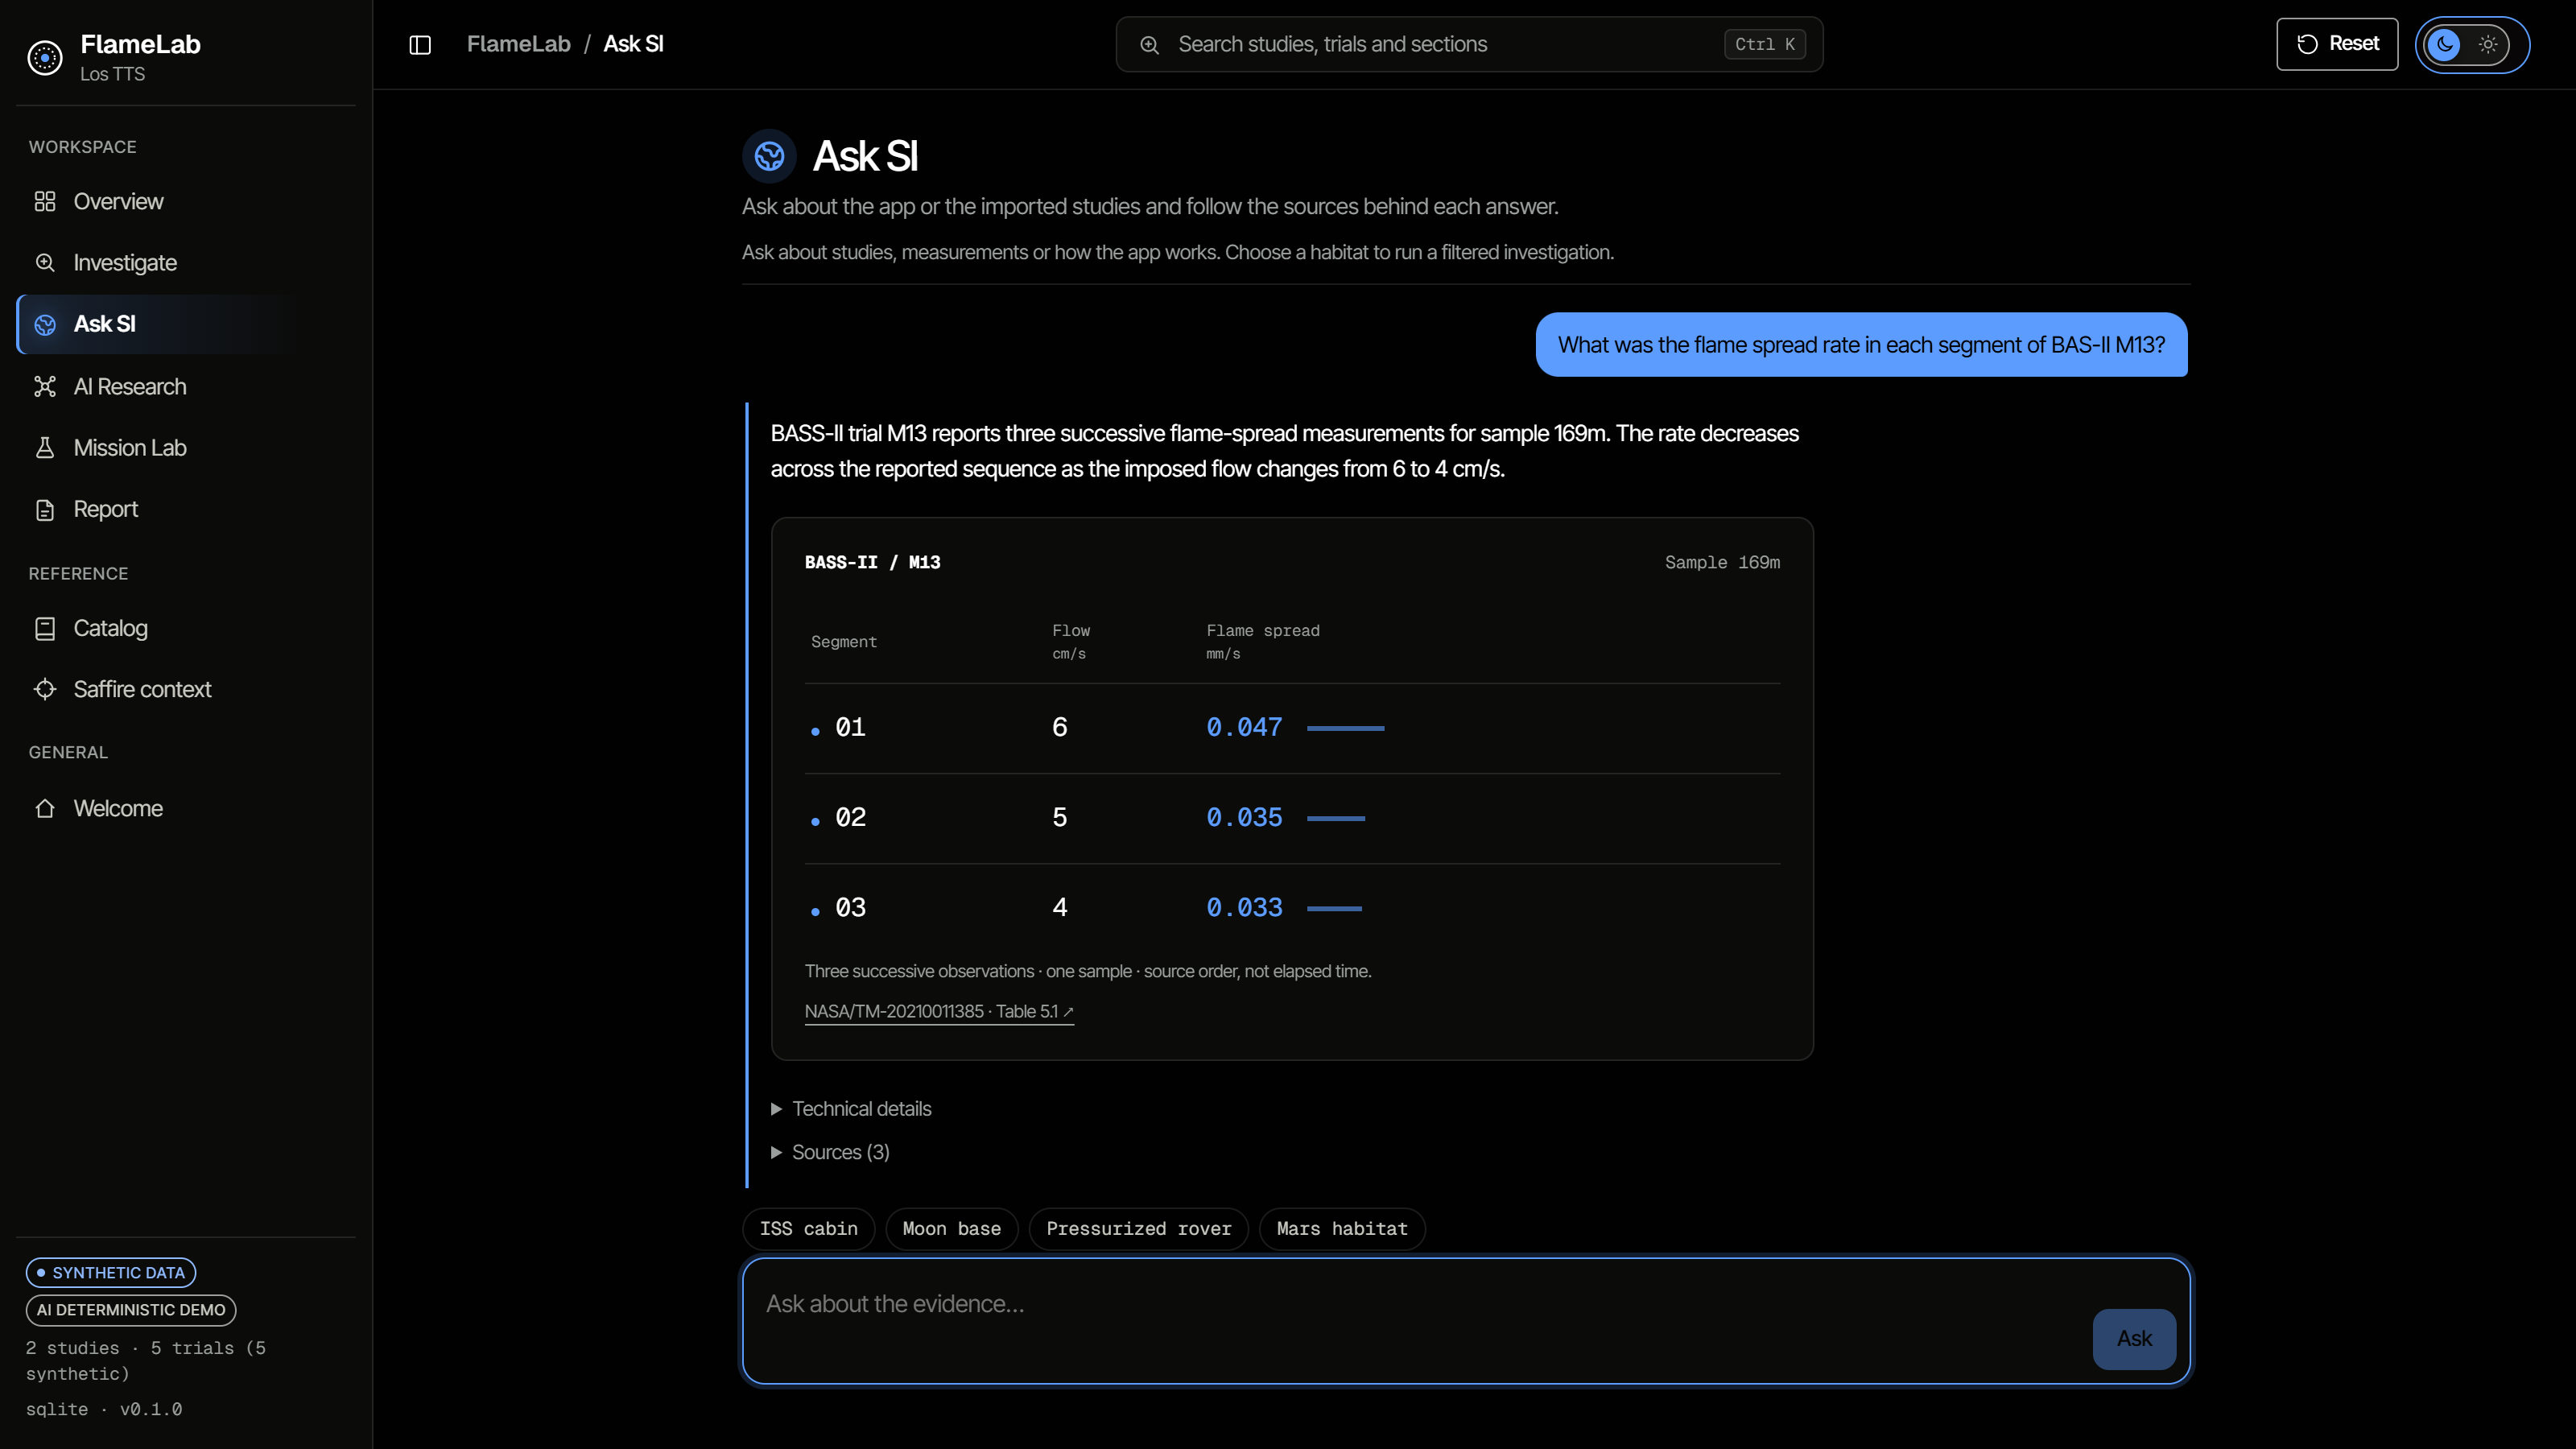 FlameLab
Los TTS
WORKSPACE
Overview
Investigate
Ask SI
AI Research
Mission Lab
Report
REFERENCE
Catalog
Saffire context
GENERAL
Welcome
SYNTHETIC DATA
AI DETERMINISTIC DEMO
2 studies · 5 trials (5
synthetic)
sqlite · v0.1.0
FlameLab / Ask SI
Search studies, trials and sections
Ctrl K
Reset
Ask SI
Ask about the app or the imported studies and follow the sources behind each answer.
Ask about studies, measurements or how the app works. Choose a habitat to run a filtered investigation.
What was the flame spread rate in each segment of BAS-II M13?
BASS-II trial M13 reports three successive flame-spread measurements for sample 169m. The rate decreases
across the reported sequence as the imposed flow changes from 6 to 4 cm/s.
BASS-II / M13
Sample 169m
Segment
Flow
cm/s
Flame spread
mm/s
01 6 0.047
02 5 0.035
03 4 0.033
Three successive observations · one sample · source order, not elapsed time.
NASA/TM-20210011385 · Table 5.1 ↗
Technical details
Sources (3)
ISS cabin
Moon base
Pressurized rover
Mars habitat
Ask about the evidence...
Ask